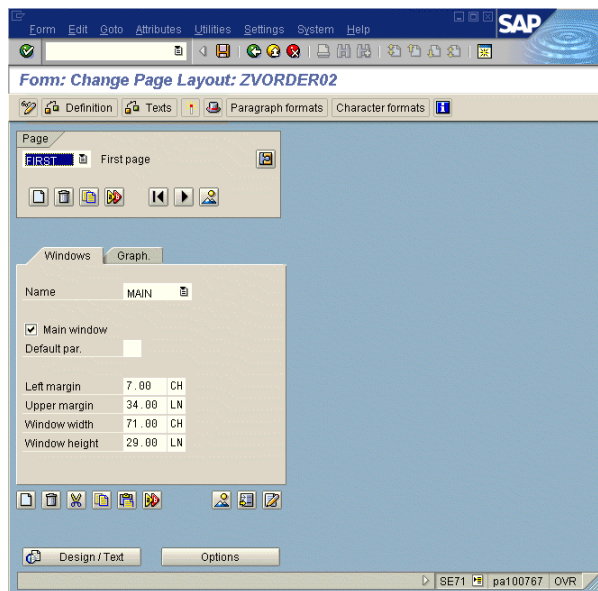 Form Edit Goto Attributes Utilities Settings System Help
SAP
Form: Change Page Layout: ZVORDER02
Definition Texts Paragraph formats Character formats
Page
FIRST First page
Windows Graph.
Name MAIN
Main window
Default par.
Left margin 7.00 CH
Upper margin 34.00 LN
Window width 71.00 CH
Window height 29.00 LN
Design / Text Options
SE71 pa100767 OVR